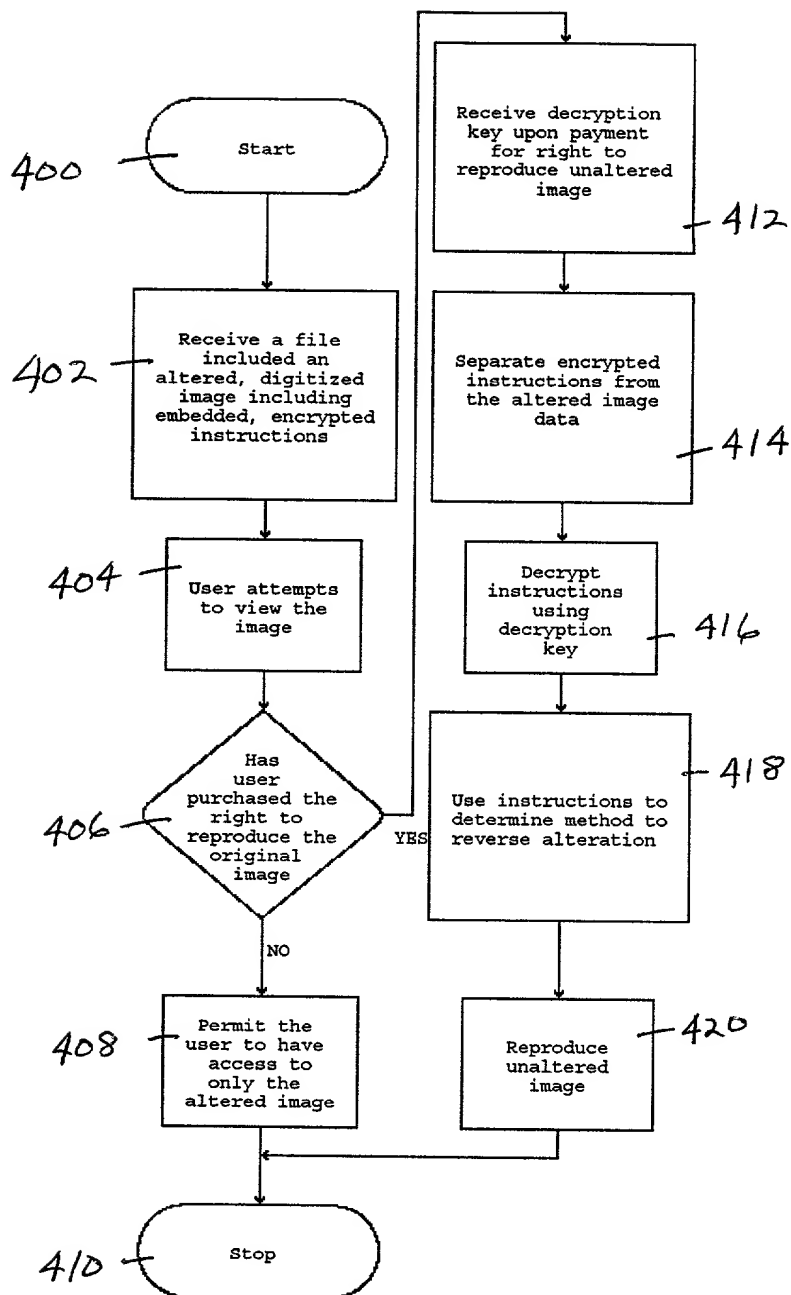 400
Start
402
Receive a file
included an
altered, digitized
image including
embedded, encrypted
instructions
404
User attempts
to view the
image
406
Has
user
purchased the
right to
reproduce the
original
image
YES
NO
408
Permit the
user to have
access to
only the
altered image
410
Stop
Receive decryption
key upon payment
for right to
reproduce unaltered
image
412
Separate encrypted
instructions from
the altered image
data
414
Decrypt
instructions
using
decryption
key
416
Use instructions to
determine method to
reverse alteration
418
Reproduce
unaltered
image
420